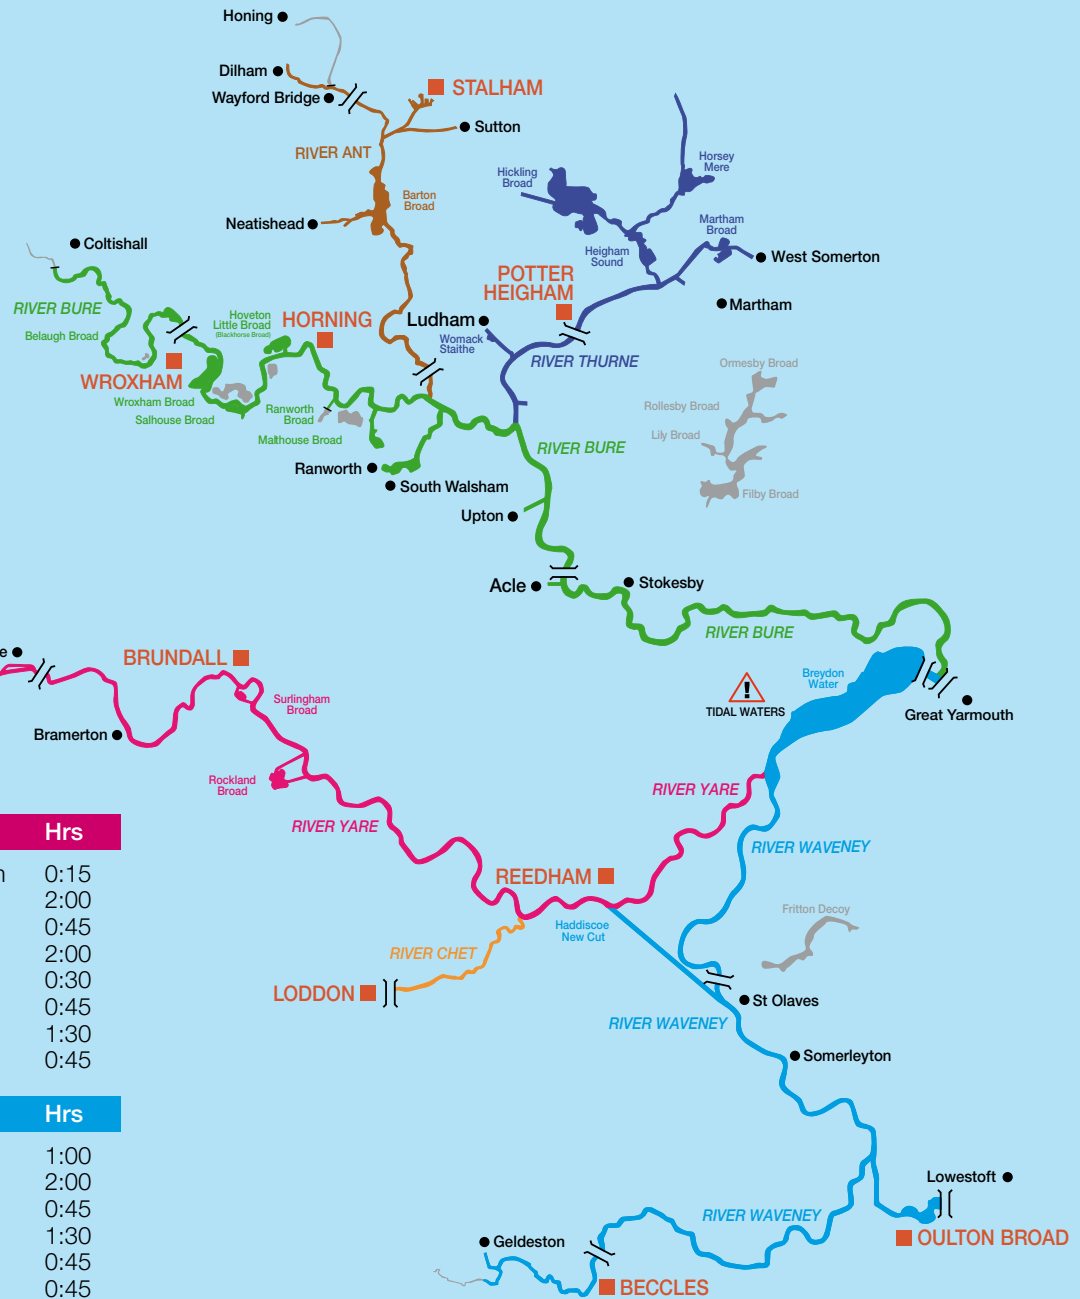 Honing
Dilham
Wayford Bridge
STALHAM
Sutton
RIVER ANT
Barton
Broad
Neatishead
Hickling
Broad
Horsey
Mere
Martham
Broad
Heigham
Sound
West Somerton
Coltishall
POTTER
HEIGHAM
Martham
RIVER BURE
Belaugh Broad
Hoveton
Little Broad
(Blackhorse Broad)
HORNING
Ludham
Womack
Staithe
RIVER THURNE
WROXHAM
Wroxham Broad
Salhouse Broad
Ranworth
Broad
Malthouse Broad
Ormesby Broad
Rollesby Broad
Lily Broad
Filby Broad
RIVER BURE
Ranworth
South Walsham
Upton
Acle
Stokesby
RIVER BURE
e
BRUNDALL
Surlingham
Broad
Breydon
Water
TIDAL WATERS
!
Great Yarmouth
Bramerton
Rockland
Broad
RIVER YARE
RIVER YARE
RIVER WAVENEY
REEDHAM
Haddiscoe
New Cut
Fritton Decoy
RIVER CHET
LODDON
St Olaves
RIVER WAVENEY
Somerleyton
Lowestoft
OULTON BROAD
RIVER WAVENEY
Geldeston
BECCLES
Hrs
0:15
2:00
0:45
2:00
0:30
0:45
1:30
0:45
Hrs
1:00
2:00
0:45
1:30
0:45
0:45